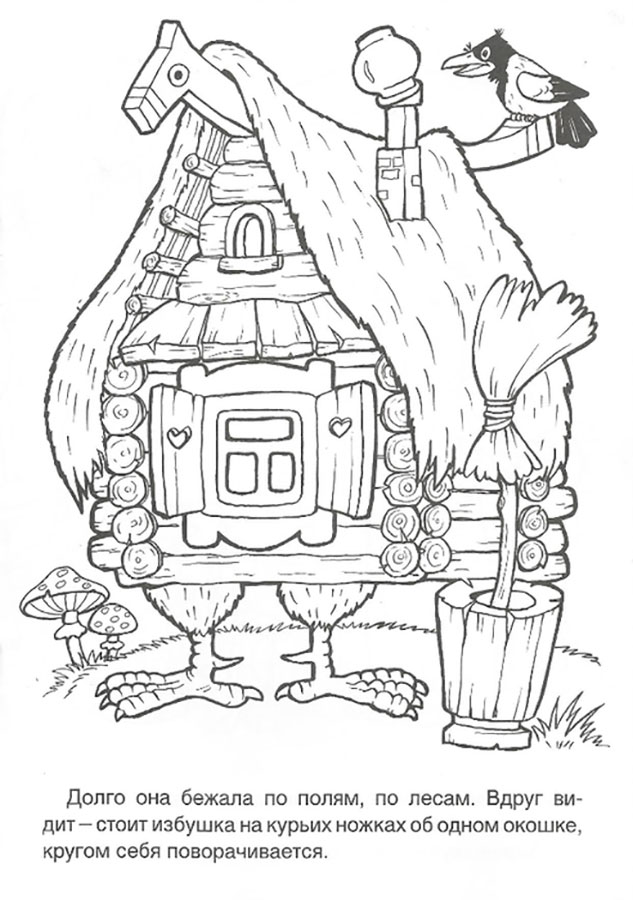 Долго она бежала по полям, по лесам. Вдруг ви-
дит – стоит избушка на курьих ножках об одном окошке,
кругом себя поворачивается.